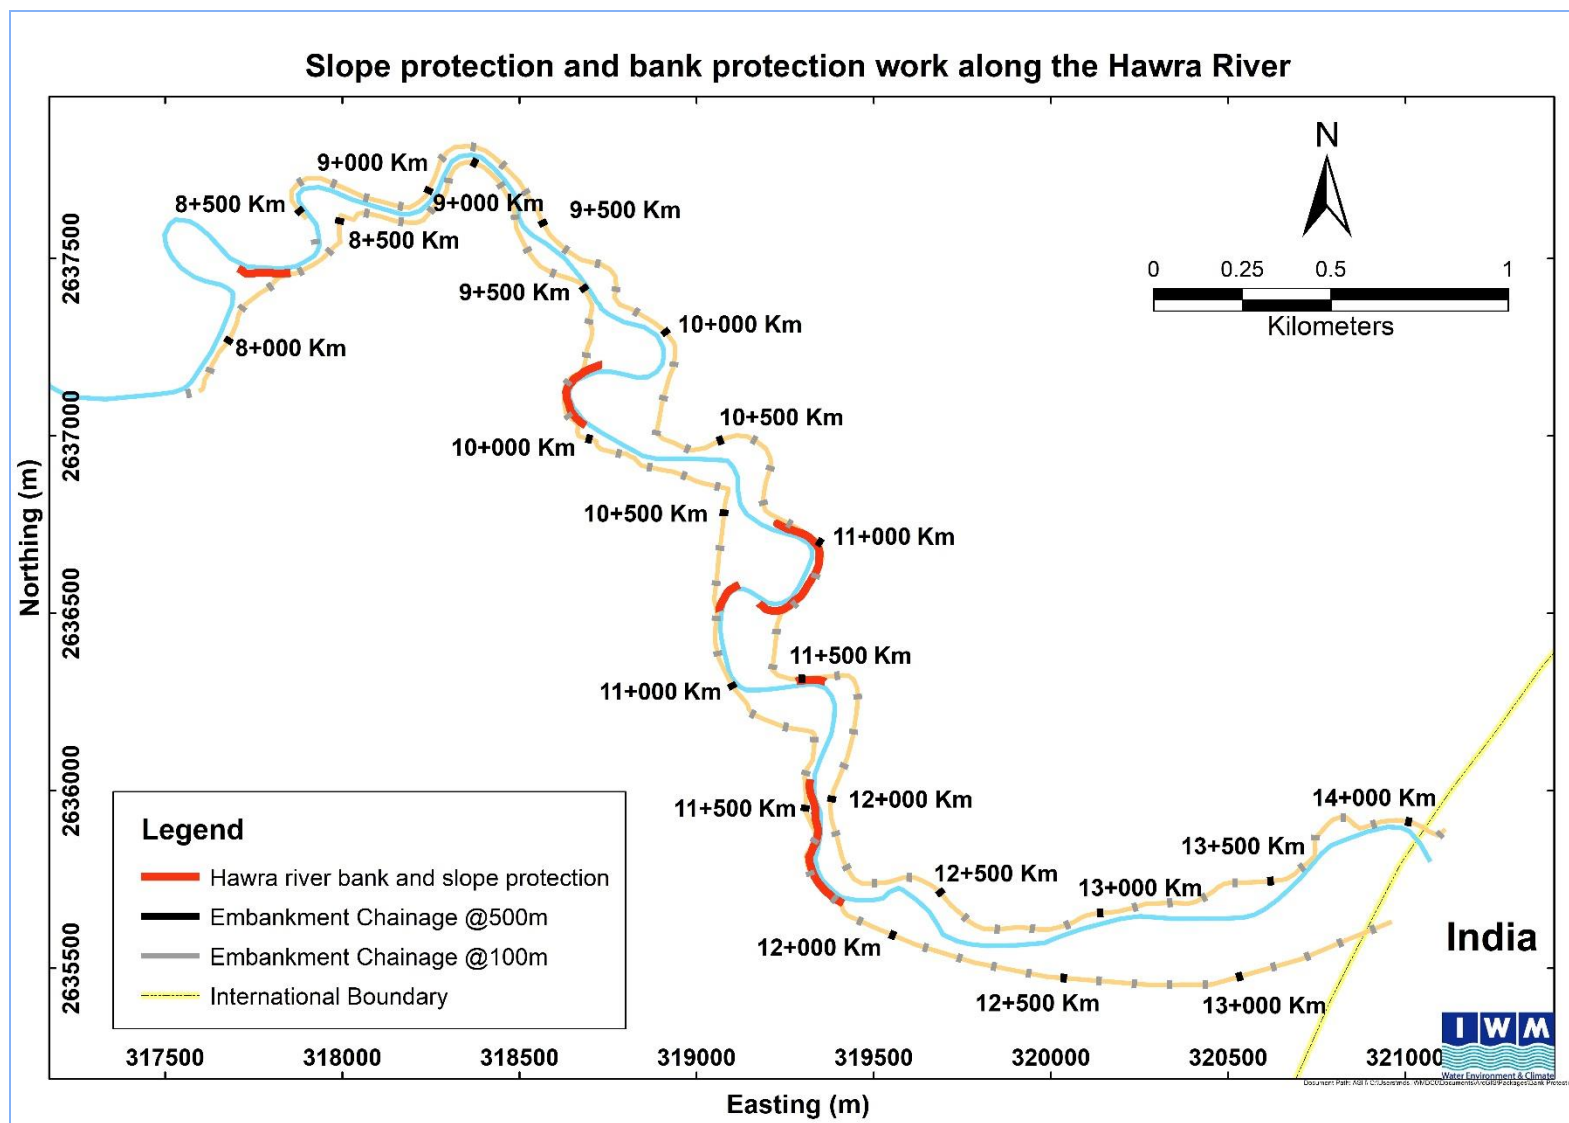 Slope protection and bank protection work along the Hawra River
N
0 0.25 0.5 1
Kilometers
9+000 Km
8+500 Km
9+000 Km
9+500 Km
8+500 Km
9+500 Km
10+000 Km
8+000 Km
10+500 Km
10+000 Km
10+500 Km
11+000 Km
11+500 Km
11+000 Km
12+000 Km
11+500 Km
14+000 Km
13+500 Km
12+500 Km
13+000 Km
12+000 Km
12+500 Km
13+000 Km
India
Legend
Hawra river bank and slope protection
Embankment Chainage @500m
Embankment Chainage @100m
International Boundary
Northing (m)
2637500
2637000
2636500
2636000
2635500
317500 318000 318500 319000 319500 320000 320500 321000
Easting (m)
IWM
Water Environment & Climate